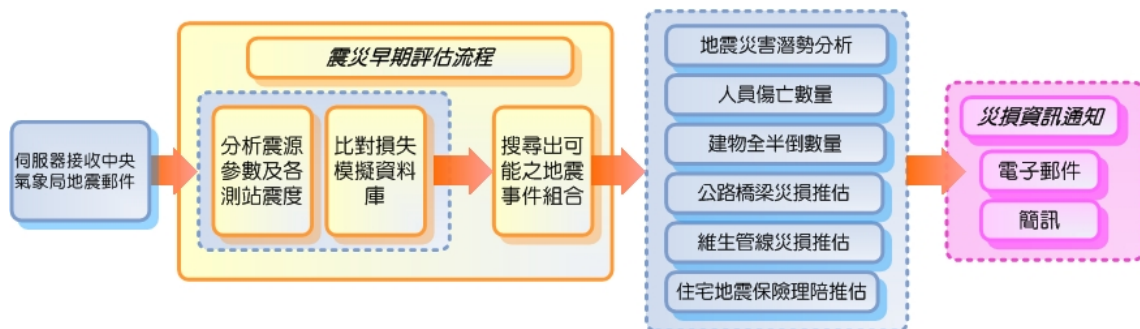 伺服器接收中央
氣象局地震郵件
震災早期評估流程
分析震源
參數及各
測站震度
比對損失
模擬資料
庫
搜尋出可
能之地震
事件組合
地震災害潛勢分析
人員傷亡數量
建物全半倒數量
公路橋梁災損推估
維生管線災損推估
住宅地震保險理陪推估
災損資訊通知
電子郵件
簡訊